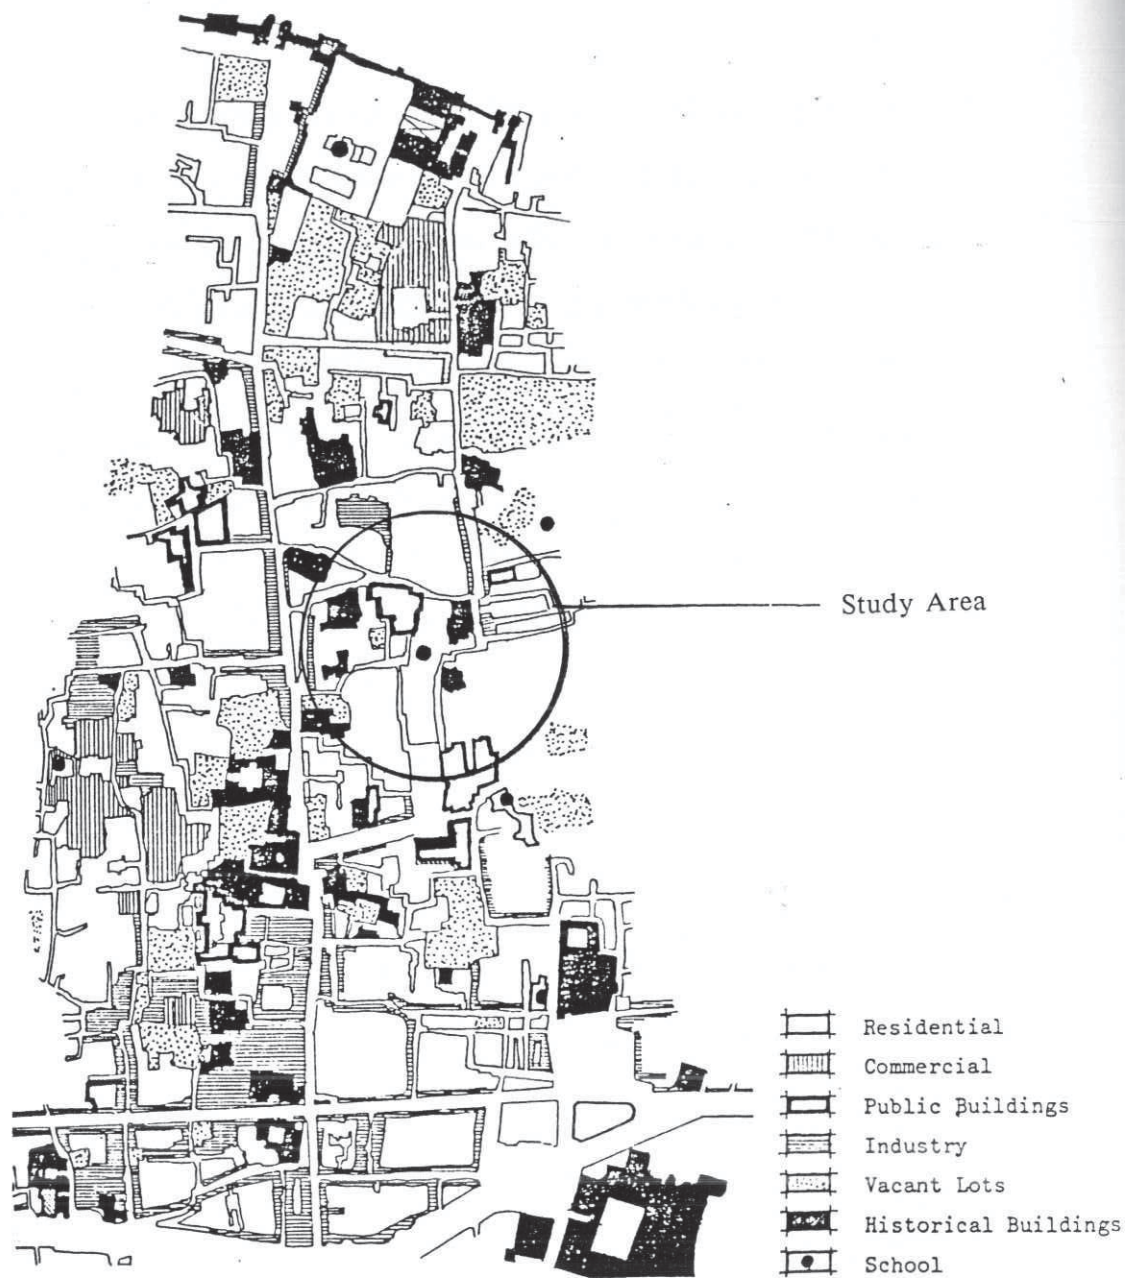 Study Area
Residential
Commercial
Public Buildings
Industry
Vacant Lots
Historical Buildings
School